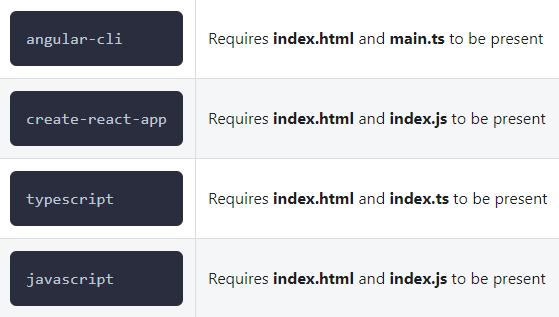 angular-cli
Requires index.html and main.ts to be present
create-react-app
Requires index.html and index.js to be present
typescript
Requires index.html and index.ts to be present
javascript
Requires index.html and index.js to be present